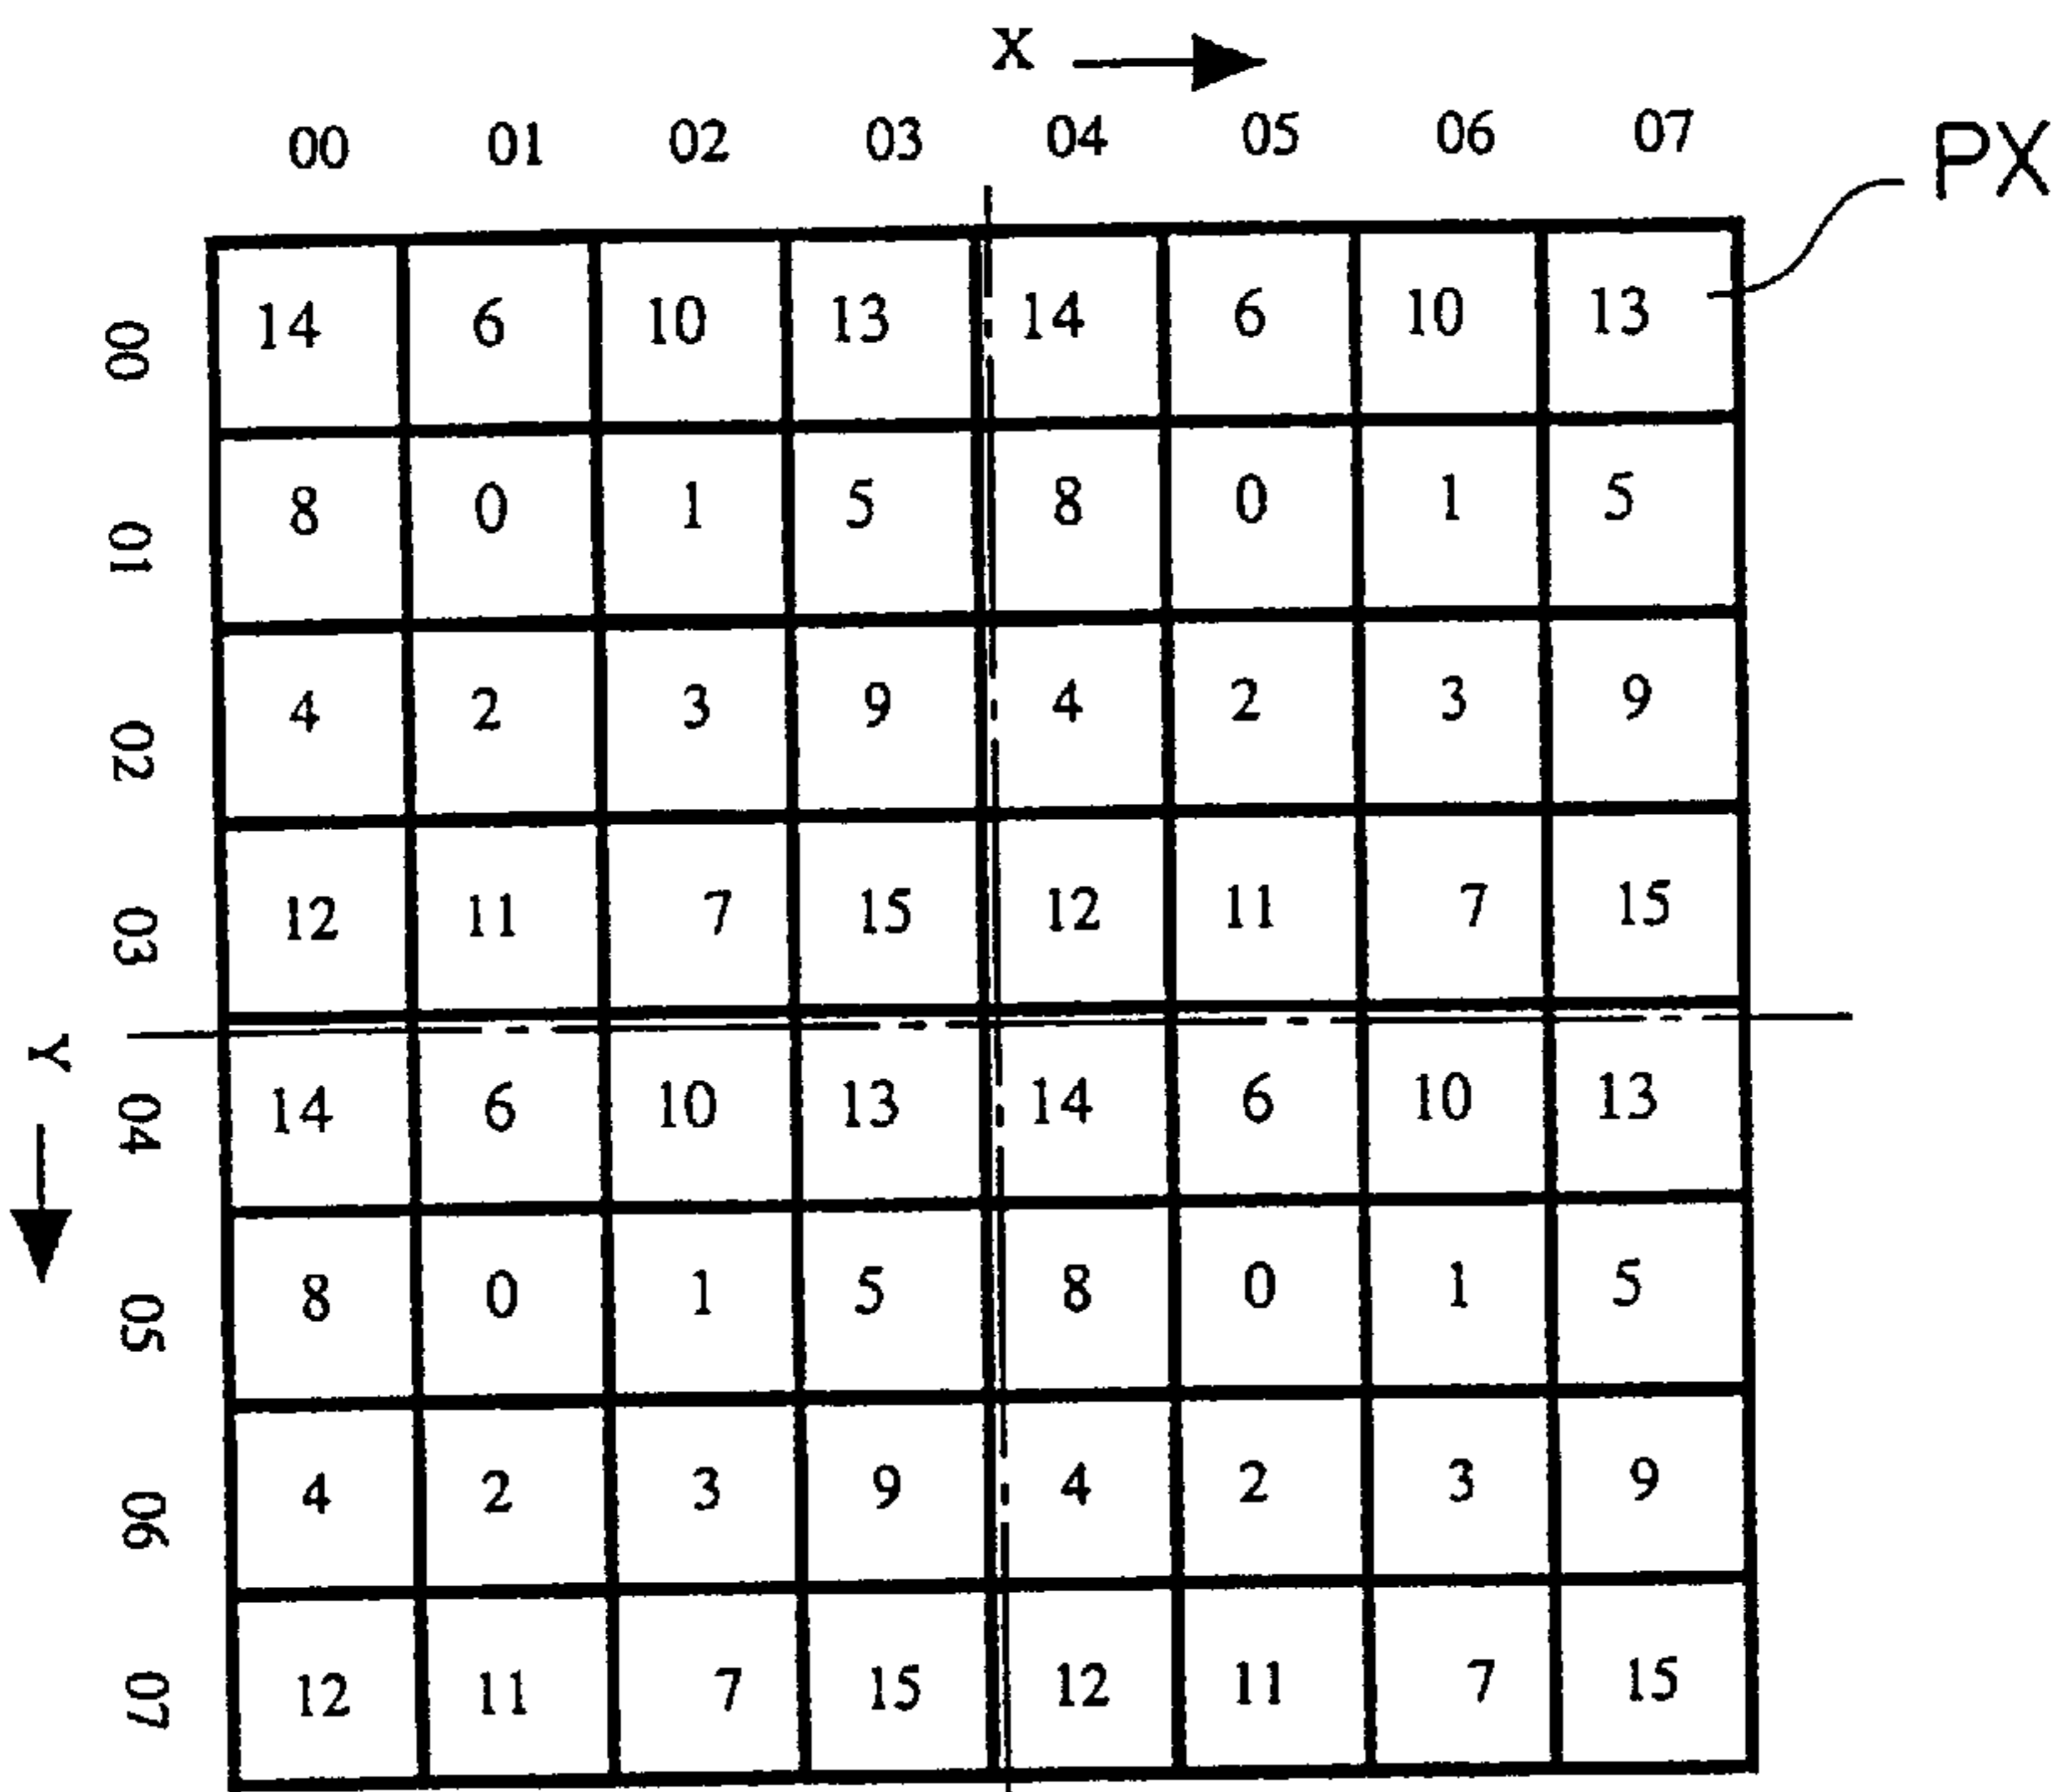 X
00 01 02 03 04 05 06 07
PX
00 14 6 10 13 14 6 10 13
01 8 0 1 5 8 0 1 5
02 4 2 3 9 4 2 3 9
03 12 11 7 15 12 11 7 15
Y
04 14 6 10 13 14 6 10 13
05 8 0 1 5 8 0 1 5
06 4 2 3 9 4 2 3 9
07 12 11 7 15 12 11 7 15